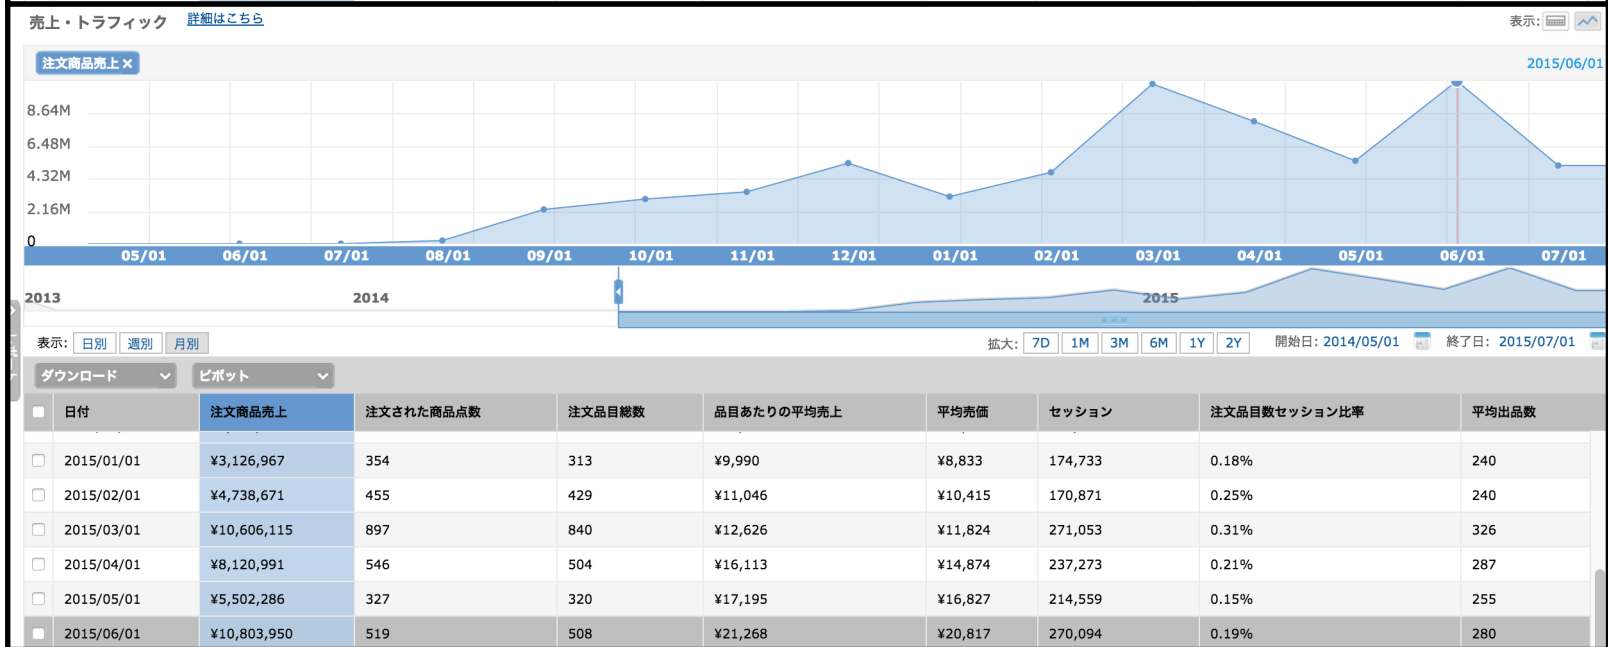 売上・トラフィック 詳細はこちら 表示:
注文商品売上 × 2015/06/01
8.64M
6.48M
4.32M
2.16M
0
05/01 06/01 07/01 08/01 09/01 10/01 11/01 12/01 01/01 02/01 03/01 04/01 05/01 06/01 07/01
2013 2014 2015
表示: 日別 週別 月別 拡大: 7D 1M 3M 6M 1Y 2Y 開始日: 2014/05/01 終了日: 2015/07/01
ダウンロード ピボット
日付 注文商品売上 注文された商品点数 注文品目総数 品目あたりの平均売上 平均売価 セッション 注文品目数セッション比率 平均出品数
2015/01/01 ¥3,126,967 354 313 ¥9,990 ¥8,833 174,733 0.18% 240
2015/02/01 ¥4,738,671 455 429 ¥11,046 ¥10,415 170,871 0.25% 240
2015/03/01 ¥10,606,115 897 840 ¥12,626 ¥11,824 271,053 0.31% 326
2015/04/01 ¥8,120,991 546 504 ¥16,113 ¥14,874 237,273 0.21% 287
2015/05/01 ¥5,502,286 327 320 ¥17,195 ¥16,827 214,559 0.15% 255
2015/06/01 ¥10,803,950 519 508 ¥21,268 ¥20,817 270,094 0.19% 280